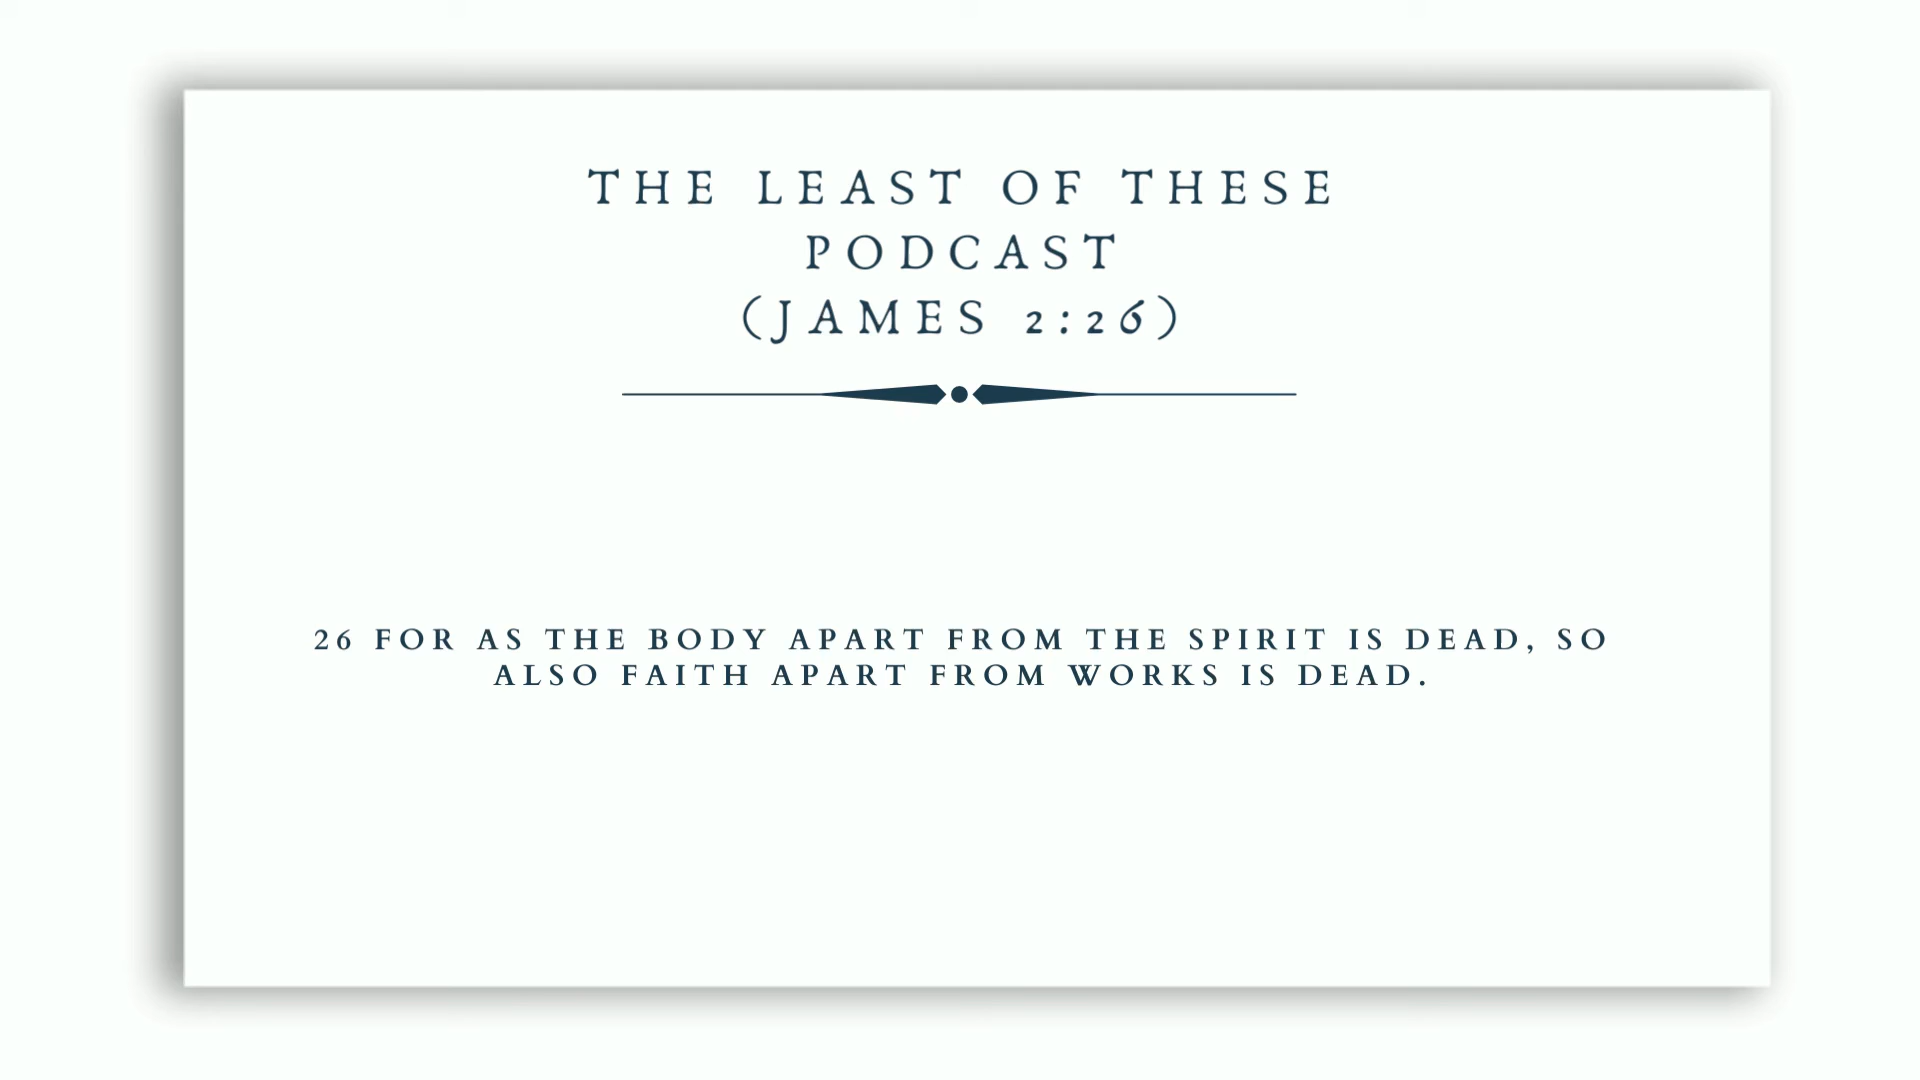 THE LEAST OF THESE
PODCAST
(JAMES 2:26)
26 FOR AS THE BODY APART FROM THE SPIRIT IS DEAD, SO
ALSO FAITH APART FROM WORKS IS DEAD.